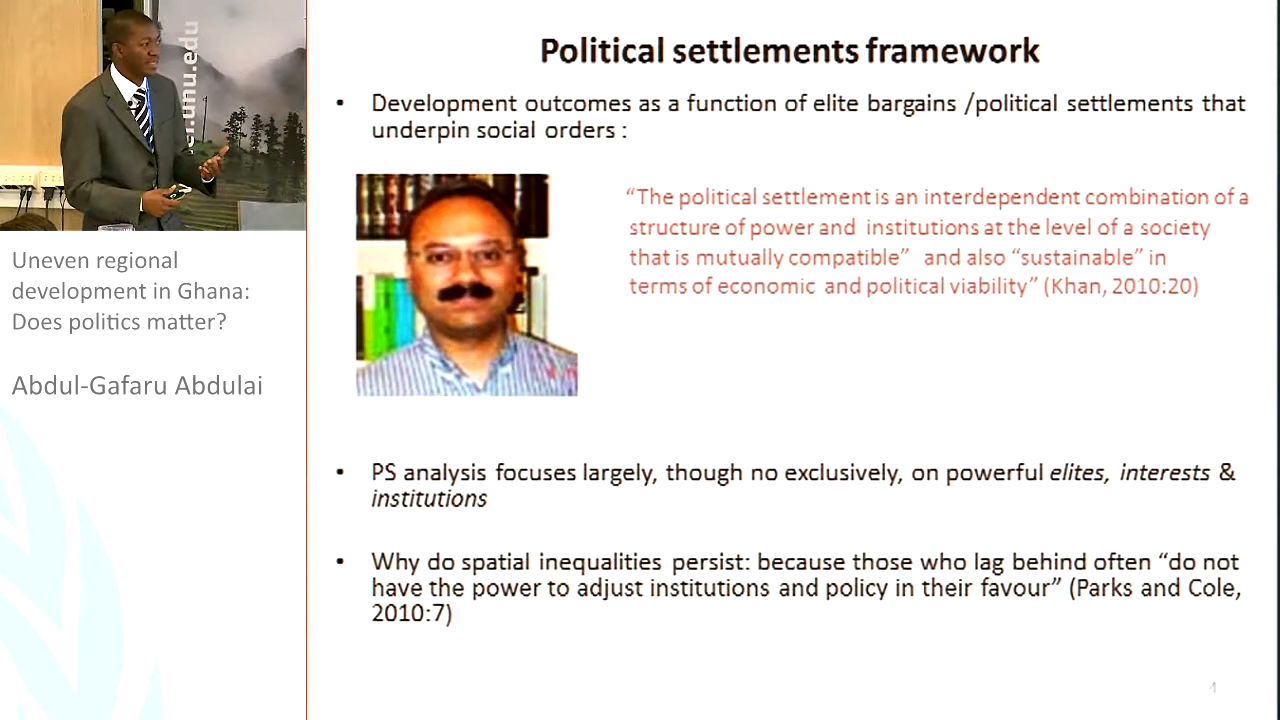 er.unu.edu
Uneven regional
development in Ghana:
Does politics matter?
Abdul-Gafaru Abdulai
Political settlements framework
• Development outcomes as a function of elite bargains /political settlements that
underpin social orders :
“The political settlement is an interdependent combination of a
structure of power and institutions at the level of a society
that is mutually compatible” and also “sustainable” in
terms of economic and political viability” (Khan, 2010:20)
• PS analysis focuses largely, though no exclusively, on powerful elites, interests &
institutions
• Why do spatial inequalities persist: because those who lag behind often “do not
have the power to adjust institutions and policy in their favour” (Parks and Cole,
2010:7)
4